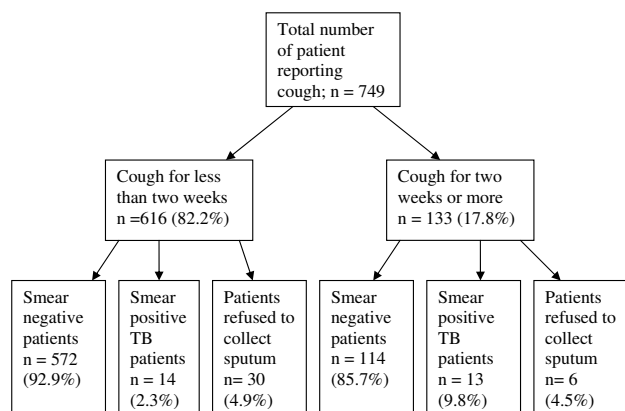 Total number
of patient
reporting
cough; n = 749
Cough for less
than two weeks
n =616 (82.2%)
Cough for two
weeks or more
n = 133 (17.8%)
Smear
negative
patients
n = 572
(92.9%)
Smear
positive
TB
patients
n = 14
(2.3%)
Patients
refused to
collect
sputum
n= 30
(4.9%)
Smear
negative
patients
n = 114
(85.7%)
Smear
positive
TB
patients
n = 13
(9.8%)
Patients
refused to
collect
sputum
n= 6
(4.5%)